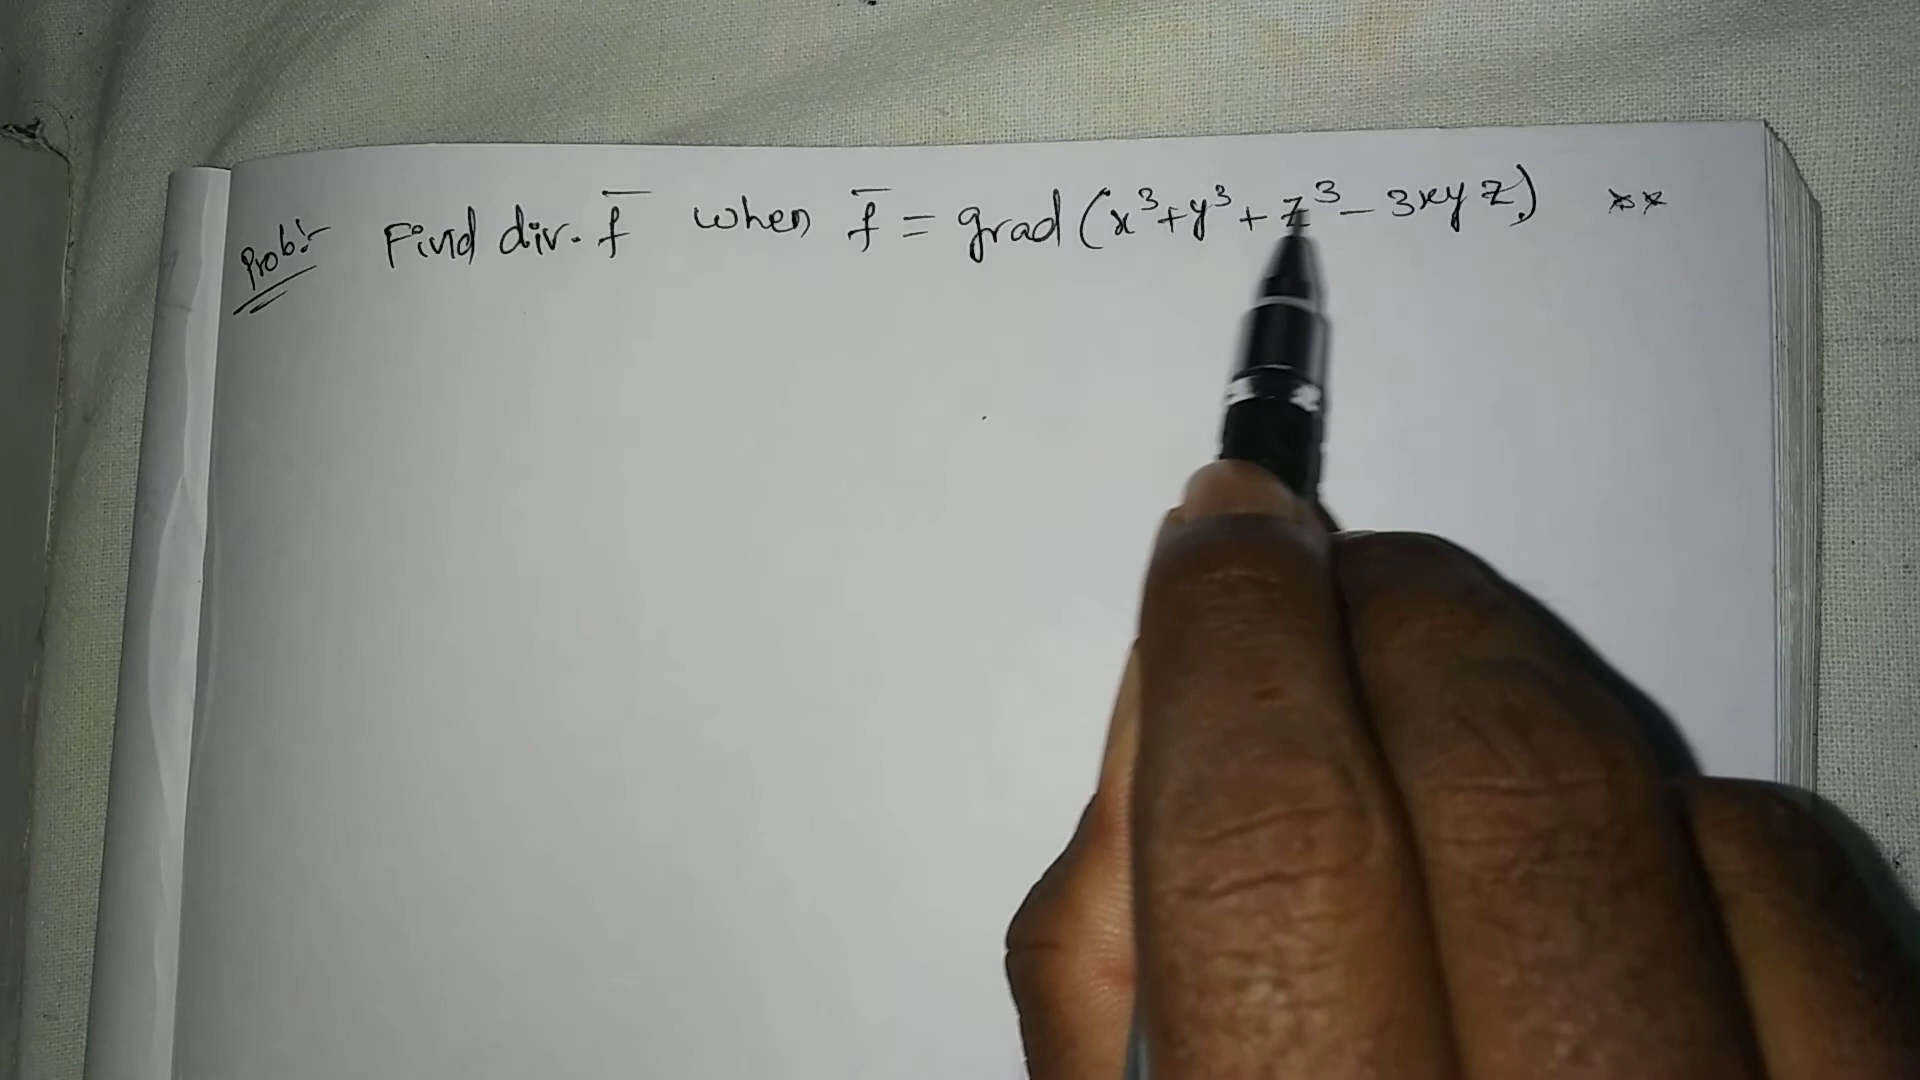 Prob:- Find div. f̅ when f̅ = grad (x³+y³+z³-3xyz) **